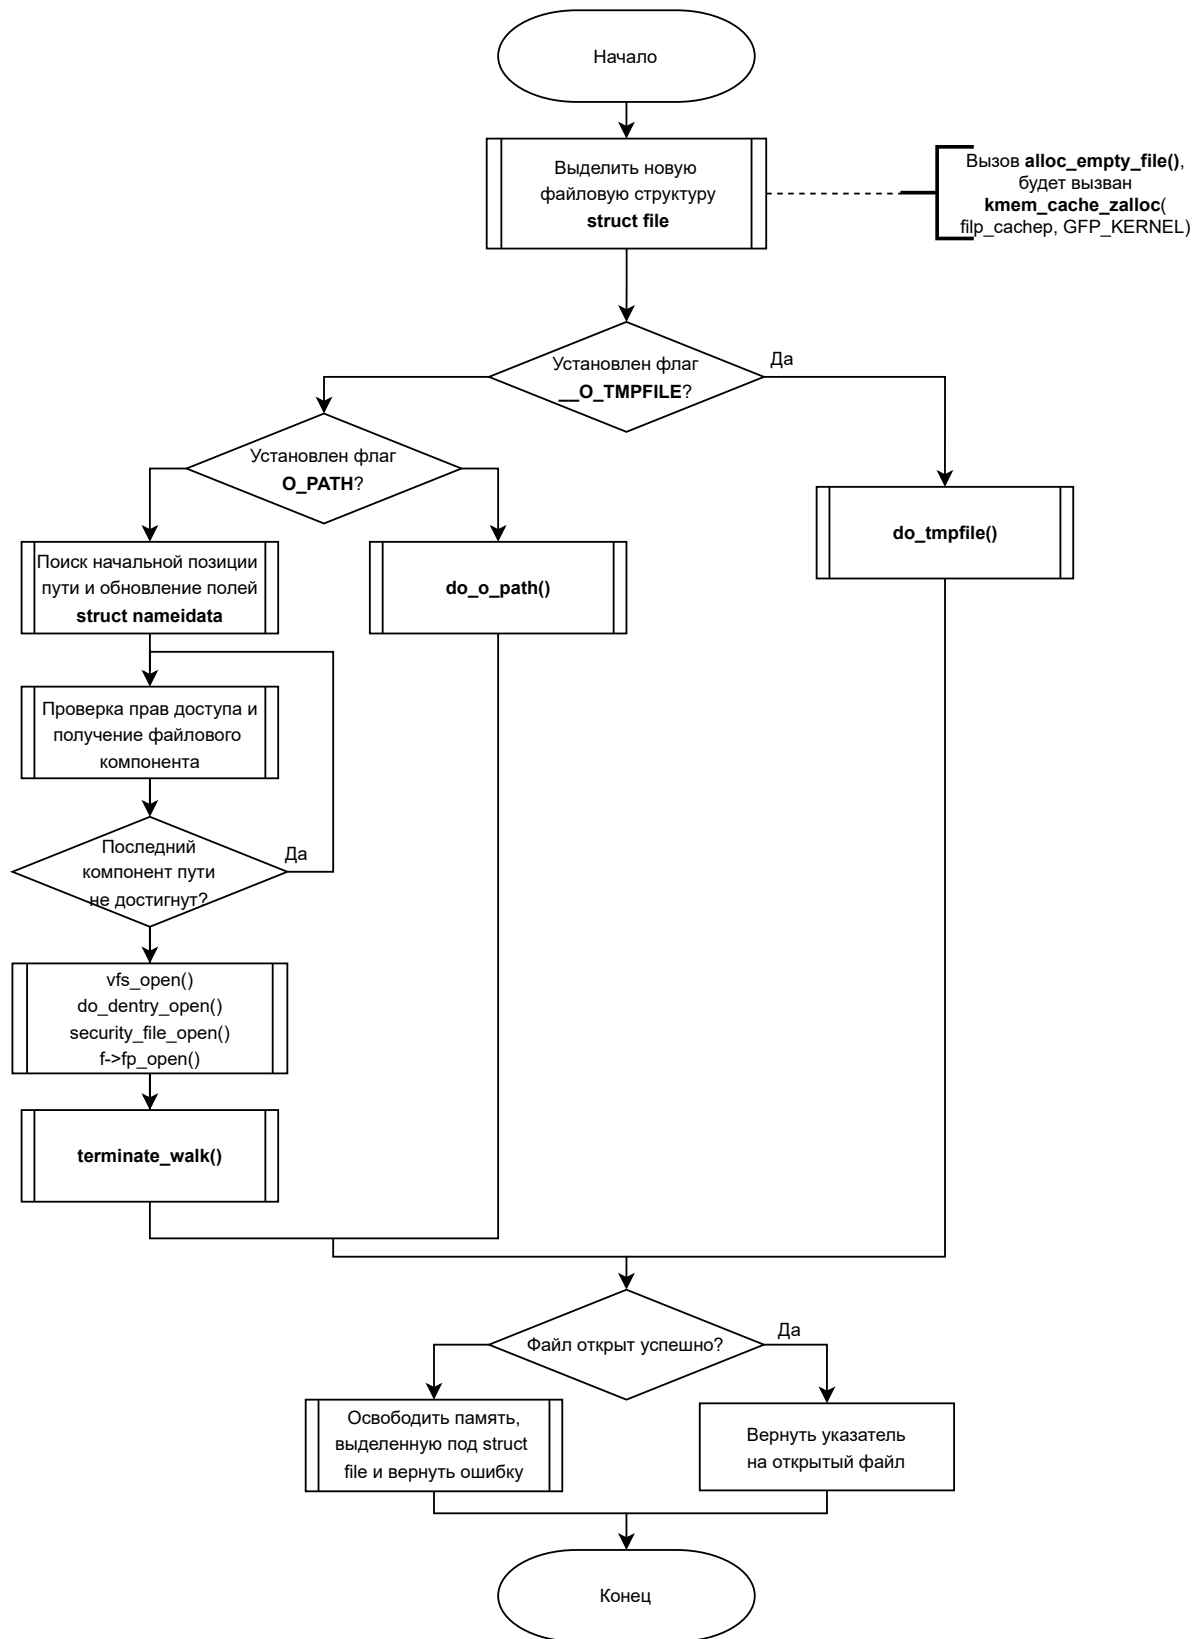 Начало
Выделить новую
файловую структуру
struct file
Вызов alloc_empty_file(),
будет вызван
kmem_cache_zalloc(
filp_cachep, GFP_KERNEL)
Установлен флаг
__O_TMPFILE?
Да
Установлен флаг
O_PATH?
do_tmpfile()
Поиск начальной позиции
пути и обновление полей
struct nameidata
do_o_path()
Проверка прав доступа и
получение файлового
компонента
Последний
компонент пути
не достигнут?
Да
vfs_open()
do_dentry_open()
security_file_open()
f->fp_open()
terminate_walk()
Файл открыт успешно?
Да
Освободить память,
выделенную под struct
file и вернуть ошибку
Вернуть указатель
на открытый файл
Конец